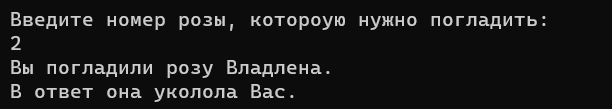 Введите номер розы, котороую нужно погладить:
2
Вы погладили розу Владлена.
В ответ она уколола Вас.